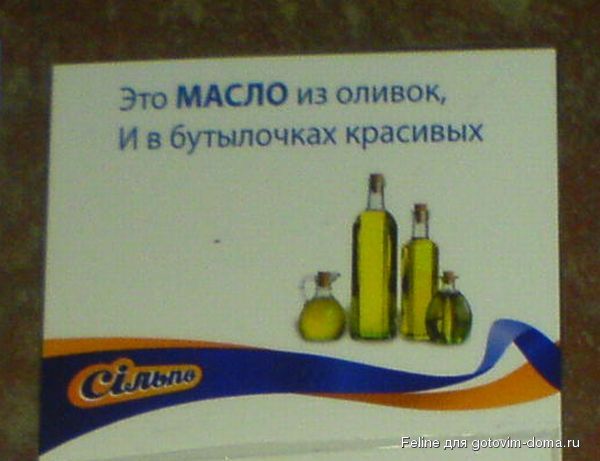 Это МАСЛО из оливок,
И в бутылочках красивых
Сільпо
Feline для gotovim-doma.ru